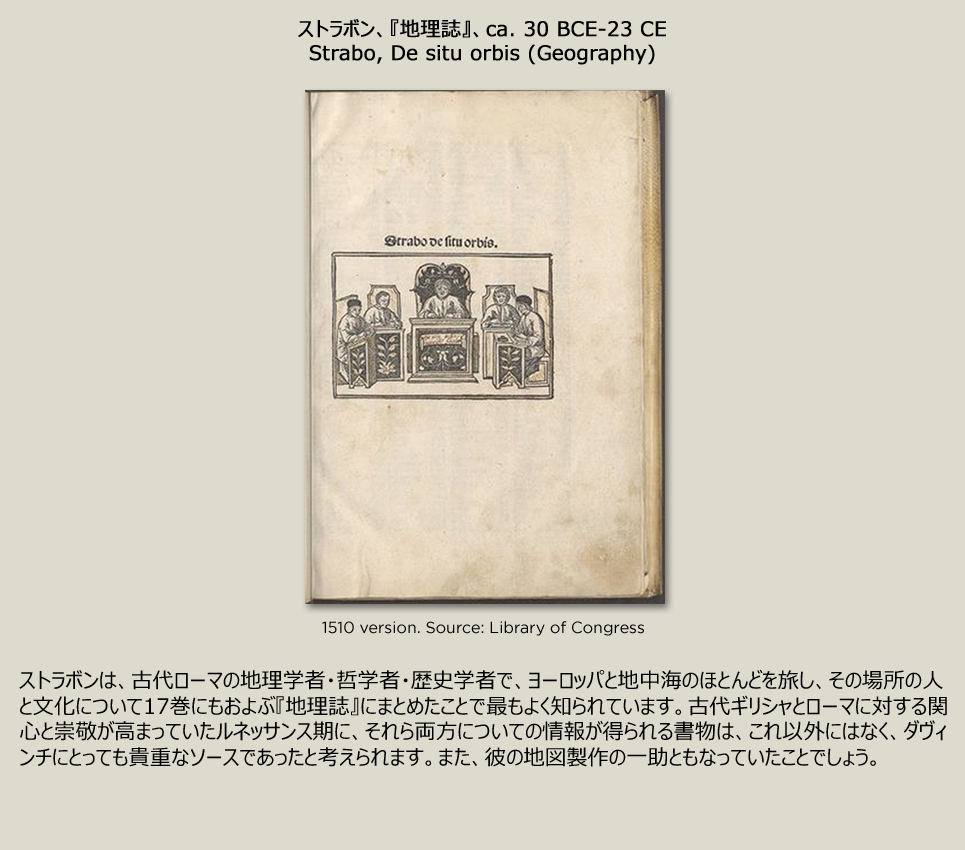 ストラボン、『地理誌』、ca. 30 BCE-23 CE
Strabo, De situ orbis (Geography)
Strabo de ſitu orbis.
1510 version. Source: Library of Congress
ストラボンは、古代ローマの地理学者・哲学者・歴史学者で、ヨーロッパと地中海のほとんどを旅し、その場所の人
と文化について17巻にもおよぶ『地理誌』にまとめたことで最もよく知られています。古代ギリシャとローマに対する関
心と崇敬が高まっていたルネッサンス期に、それら両方についての情報が得られる書物は、これ以外にはなく、ダヴィ
ンチにとっても貴重なソースであったと考えられます。また、彼の地図製作の一助ともなっていたことでしょう。